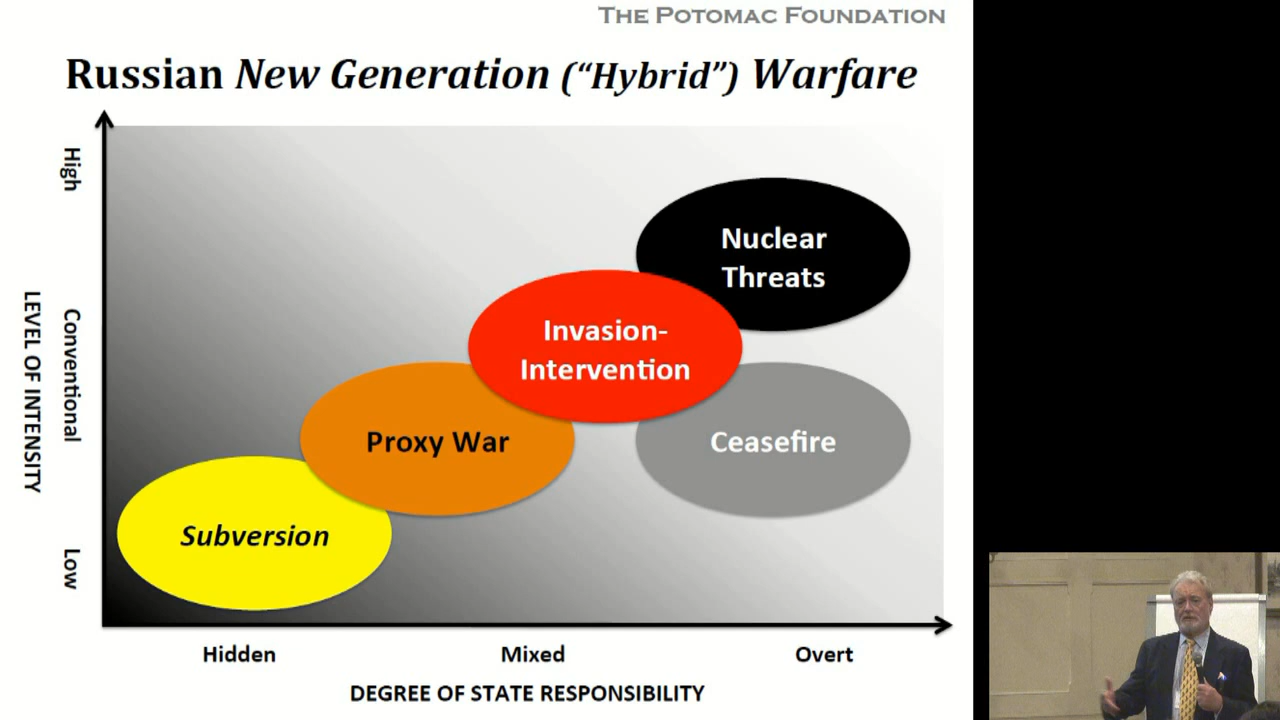 THE POTOMAC FOUNDATION
Russian New Generation (“Hybrid”) Warfare
High
Conventional
Low
LEVEL OF INTENSITY
Nuclear
Threats
Invasion-
Intervention
Proxy War
Ceasefire
Subversion
Hidden
Mixed
Overt
DEGREE OF STATE RESPONSIBILITY